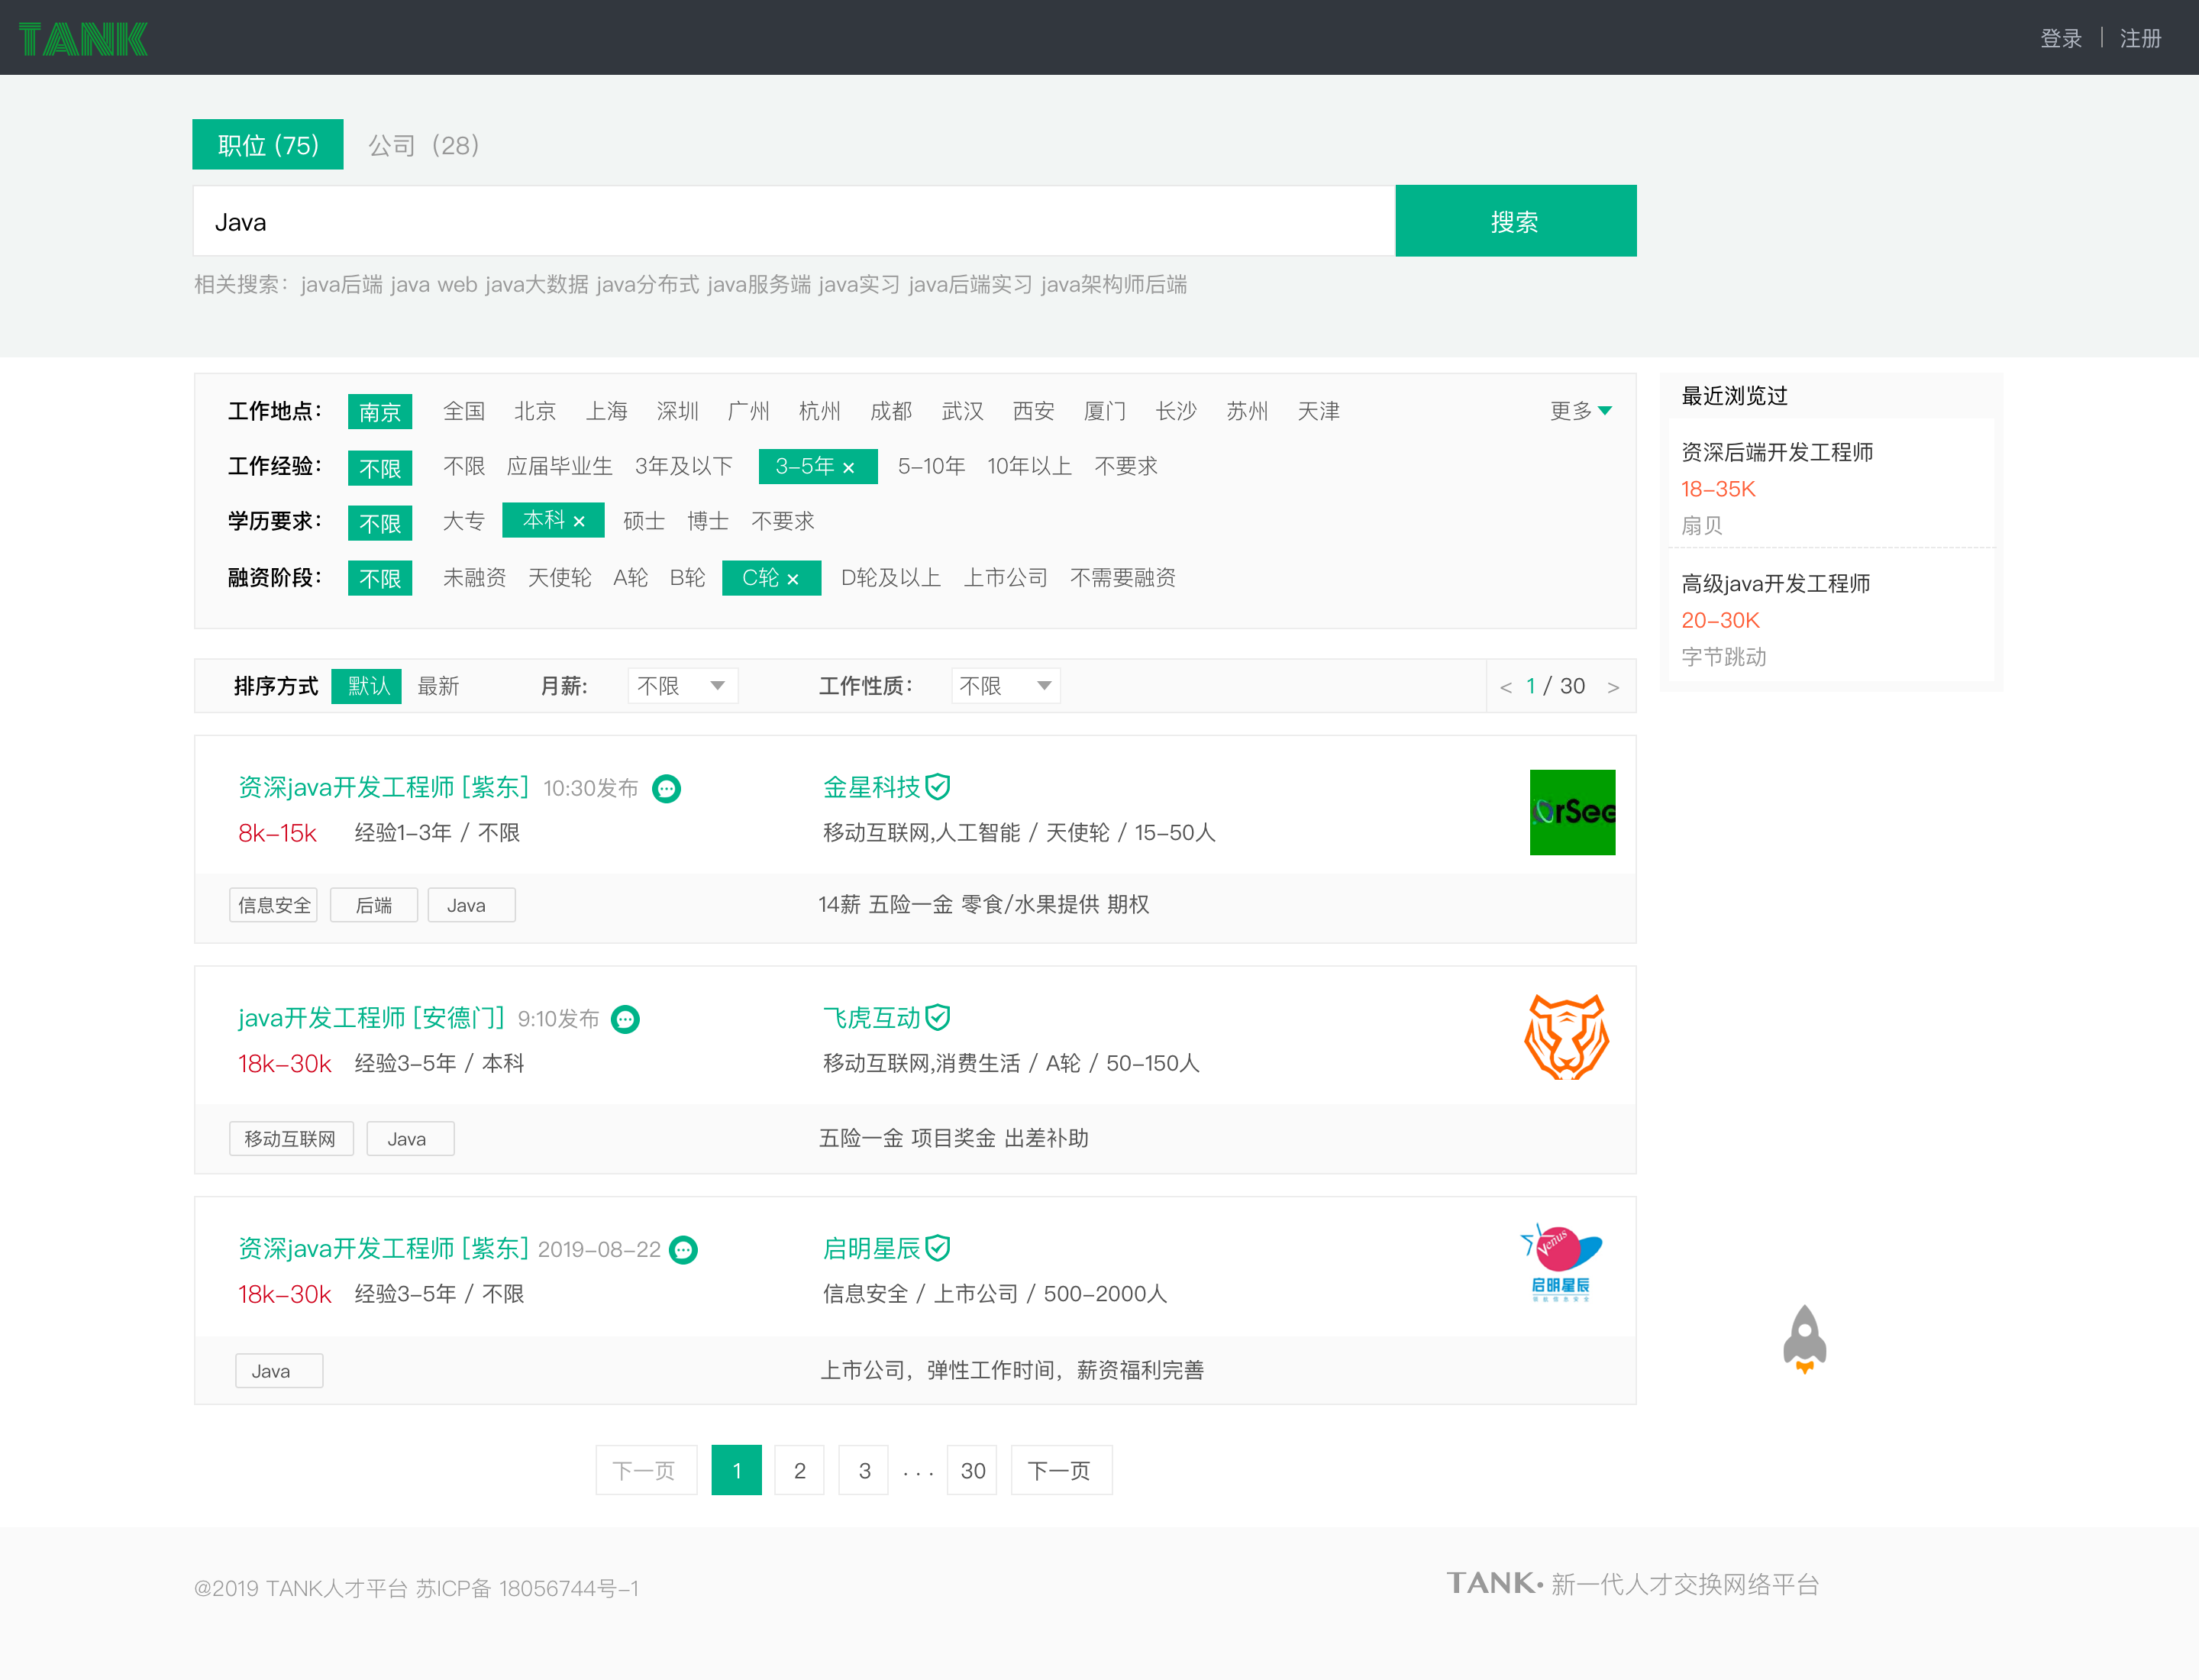 TANK
登录 | 注册
职位 (75) 公司 (28)
Java 搜索
相关搜索：java后端 java web java大数据 java分布式 java服务端 java实习 java后端实习 java架构师后端
工作地点： 南京 全国 北京 上海 深圳 广州 杭州 成都 武汉 西安 厦门 长沙 苏州 天津 更多
工作经验： 不限 不限 应届毕业生 3年及以下 3-5年 × 5-10年 10年以上 不要求
学历要求： 不限 大专 本科 × 硕士 博士 不要求
融资阶段： 不限 未融资 天使轮 A轮 B轮 C轮 × D轮及以上 上市公司 不需要融资
最近浏览过
资深后端开发工程师
18-35K
扇贝
高级java开发工程师
20-30K
字节跳动
排序方式 默认 最新 月薪: 不限 工作性质： 不限 < 1 / 30 >
资深java开发工程师 [紫东] 10:30发布 金星科技
8k-15k 经验1-3年 / 不限 移动互联网,人工智能 / 天使轮 / 15-50人
OrSec
信息安全 后端 Java 14薪 五险一金 零食/水果提供 期权
java开发工程师 [安德门] 9:10发布 飞虎互动
18k-30k 经验3-5年 / 本科 移动互联网,消费生活 / A轮 / 50-150人
移动互联网 Java 五险一金 项目奖金 出差补助
资深java开发工程师 [紫东] 2019-08-22 启明星辰
18k-30k 经验3-5年 / 不限 信息安全 / 上市公司 / 500-2000人
Venus
启明星辰
Java 上市公司，弹性工作时间，薪资福利完善
下一页 1 2 3 ... 30 下一页
@2019 TANK人才平台 苏ICP备 18056744号-1
TANK· 新一代人才交换网络平台